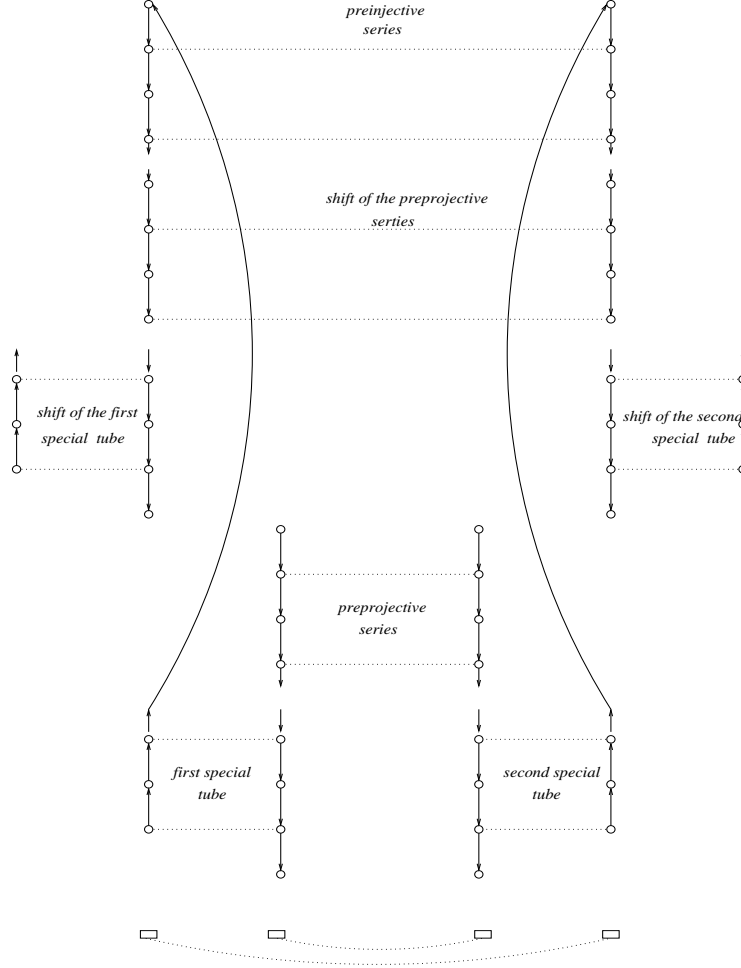 preinjective
series
shift of the preprojective
serties
shift of the first
special tube
shift of the second
special tube
preprojective
series
first special
tube
second special
tube